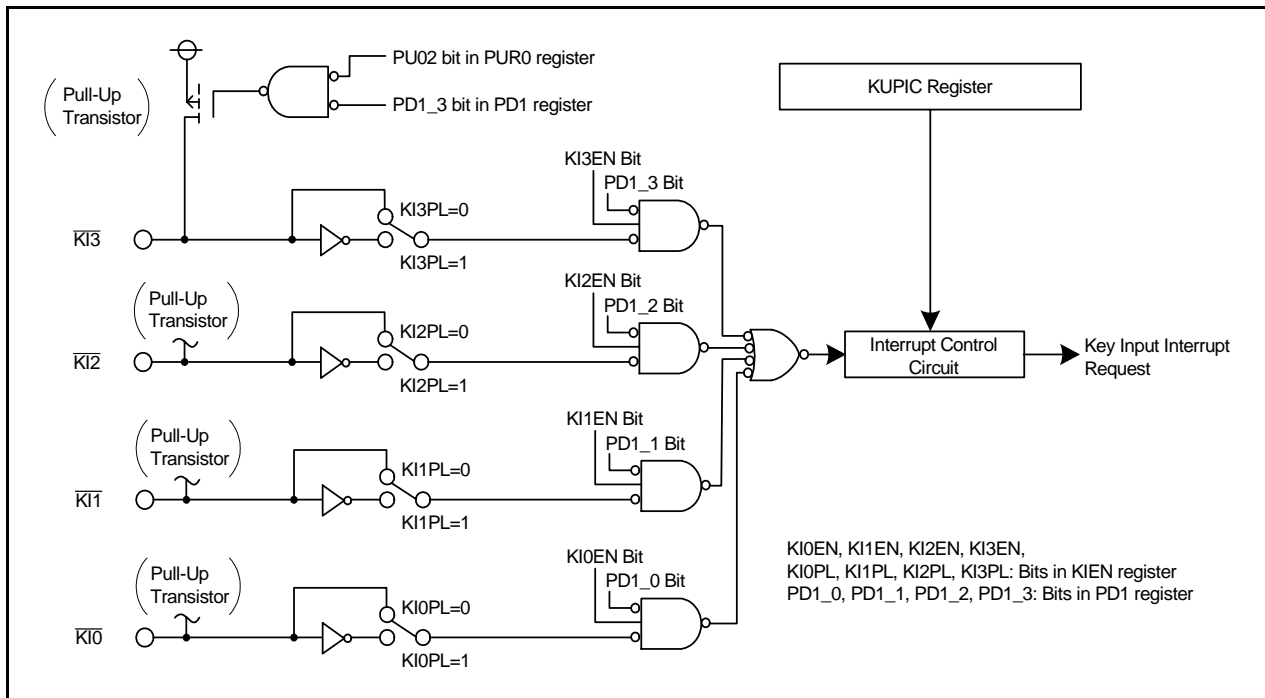 PU02 bit in PUR0 register
Pull-Up
Transistor
PD1_3 bit in PD1 register
KUPIC Register
KI3EN Bit
PD1_3 Bit
KI3PL=0
KI3
KI3PL=1
Pull-Up
Transistor
KI2EN Bit
PD1_2 Bit
KI2PL=0
KI2
KI2PL=1
Interrupt Control
Circuit
Key Input Interrupt
Request
Pull-Up
Transistor
KI1EN Bit
PD1_1 Bit
KI1PL=0
KI1
KI1PL=1
Pull-Up
Transistor
KI0EN Bit
PD1_0 Bit
KI0PL=0
KI0
KI0PL=1
KI0EN, KI1EN, KI2EN, KI3EN,
KI0PL, KI1PL, KI2PL, KI3PL: Bits in KIEN register
PD1_0, PD1_1, PD1_2, PD1_3: Bits in PD1 register